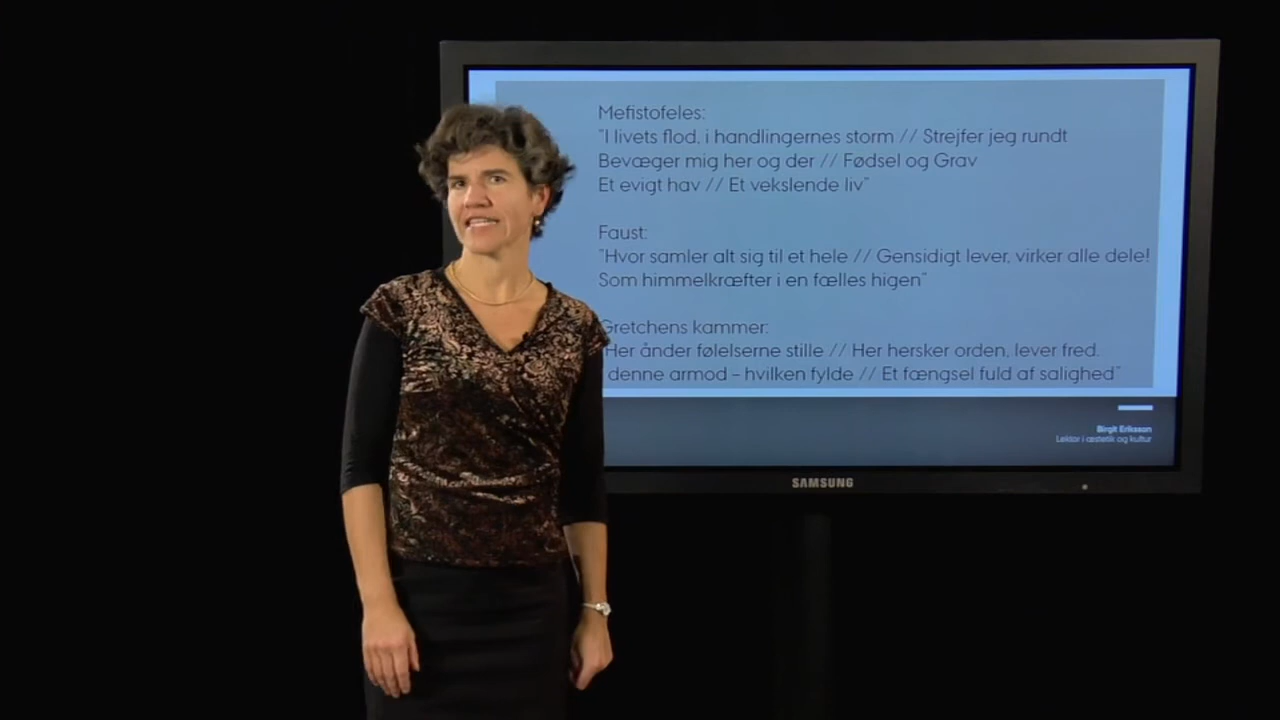 Mefistofeles:
"I livets flod, i handlingernes storm // Strejfer jeg rundt
Bevæger mig her og der // Fødsel og Grav
Et evigt hav // Et vekslende liv"
Faust:
"Hvor samler alt sig til et hele // Gensidigt lever, virker alle dele!
Som himmelkræfter i en fælles higen"
Gretchens kammer:
"Her ånder følelserne stille // Her hersker orden, lever fred.
denne armod – hvilken fylde // Et fængsel fuld af salighed"
Birgit Eriksson
Lektor i æstetik og kultur
SAMSUNG